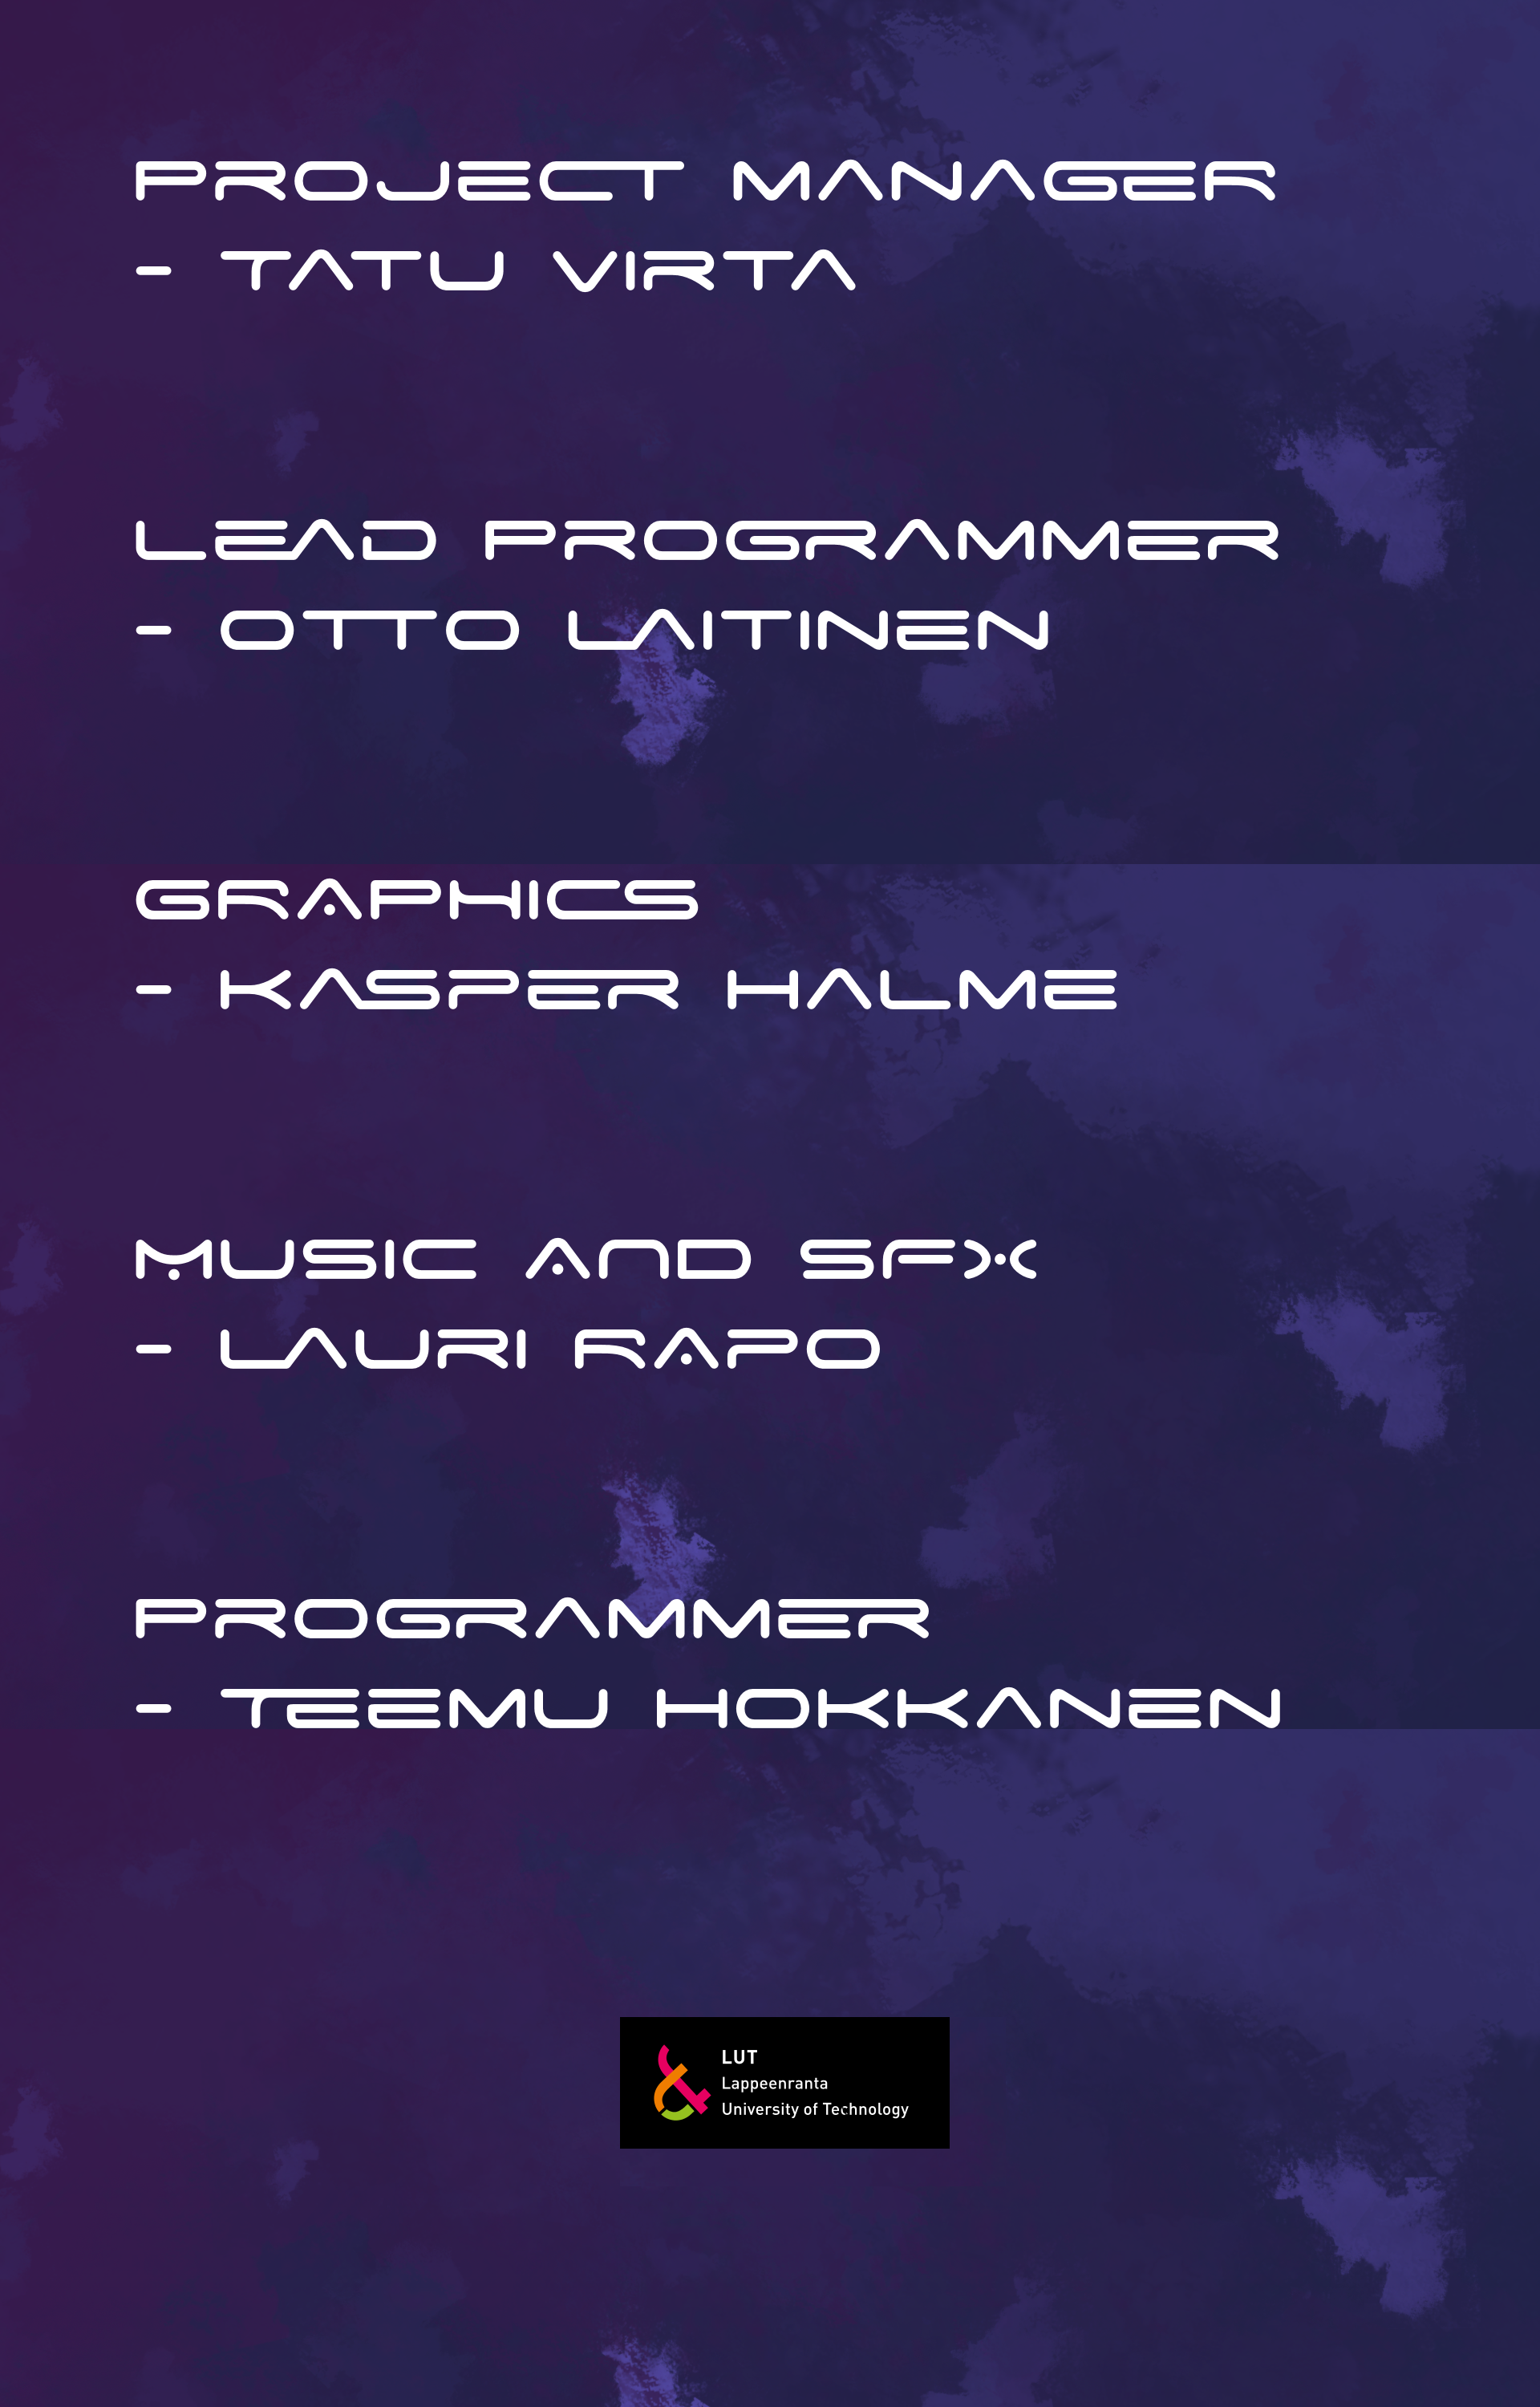 PROJECT MANAGER
- TATU VIRTA
LEAD PROGRAMMER
- OTTO LAITINEN
GRAPHICS
- KASPER HALME
MUSIC AND SFX
- LAURI RAPO
PROGRAMMER
- TEEMU HOKKANEN
LUT
Lappeenranta
University of Technology